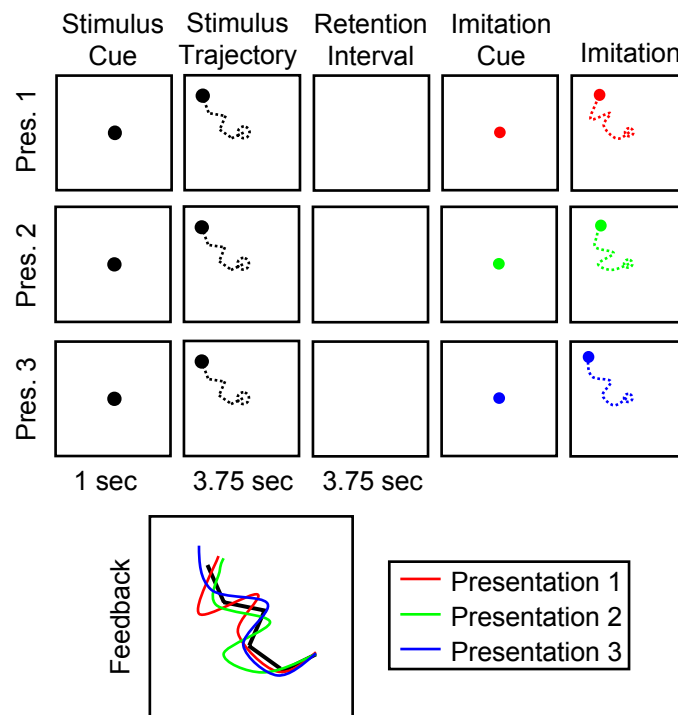 Stimulus Cue
Stimulus Trajectory
Retention Interval
Imitation Cue
Imitation
Pres. 1
Pres. 2
Pres. 3
1 sec
3.75 sec
3.75 sec
Feedback
Presentation 1
Presentation 2
Presentation 3